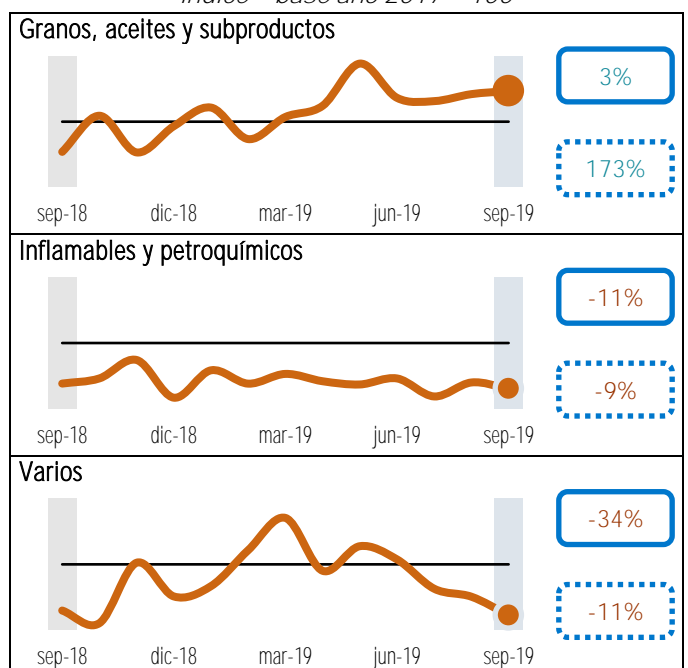 Granos, aceites y subproductos
3%
173%
sep-18 dic-18 mar-19 jun-19 sep-19
Inflamables y petroquímicos
-11%
-9%
sep-18 dic-18 mar-19 jun-19 sep-19
Varios
-34%
-11%
sep-18 dic-18 mar-19 jun-19 sep-19